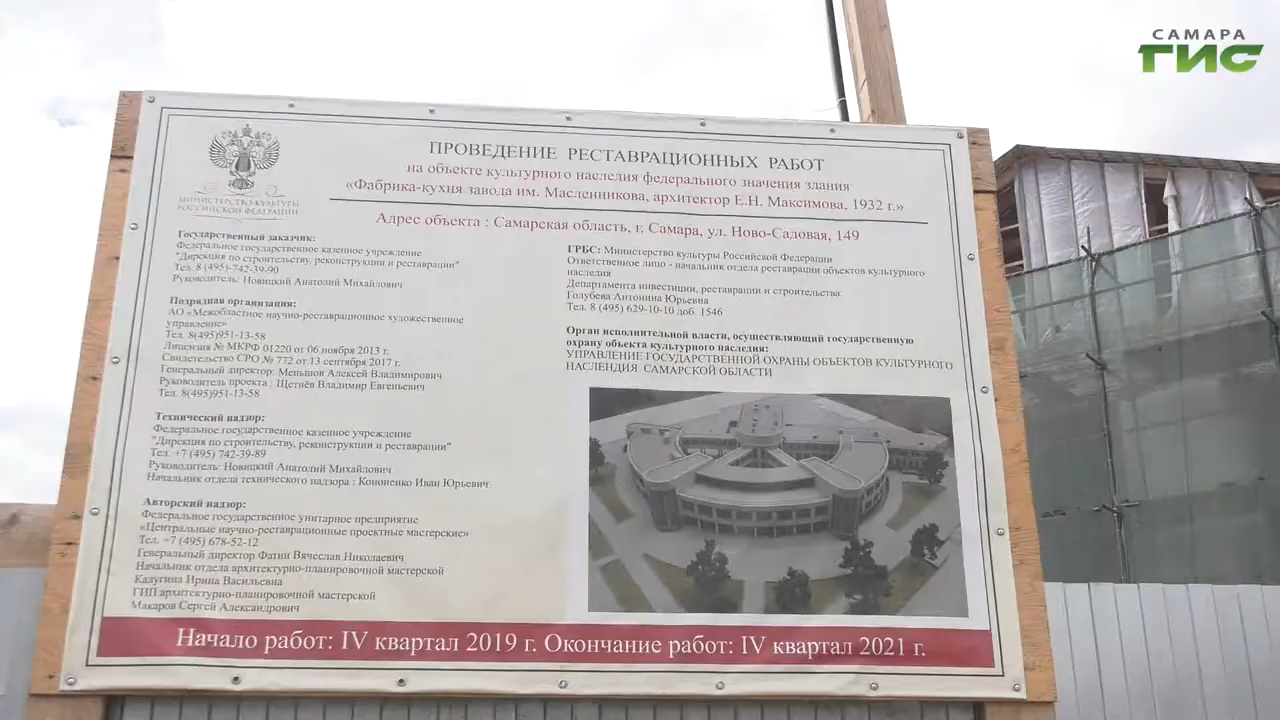 САМАРА
ГИС
МИНИСТЕРСТВО КУЛЬТУРЫ
РОССИЙСКОЙ ФЕДЕРАЦИИ
ПРОВЕДЕНИЕ РЕСТАВРАЦИОННЫХ РАБОТ
на объекте культурного наследия федерального значения здания
«Фабрика-кухня завода им. Масленникова, архитектор Е.Н. Максимова, 1932 г.»
Адрес объекта : Самарская область, г. Самара, ул. Ново-Садовая, 149
Государственный заказчик:
Федеральное государственное казенное учреждение
"Дирекция по строительству, реконструкции и реставрации"
Тел. 8 (495)-742-39-90
Руководитель: Новицкий Анатолий Михайлович
Подрядная организация:
АО «Межобластное научно-реставрационное художественное
управление»
Тел. 8(495)951-13-58
Лицензия № МКРФ 01220 от 06 ноября 2013 г.
Свидетельство СРО № 772 от 13 сентября 2017 г.
Генеральный директор: Меньшов Алексей Владимирович
Руководитель проекта : Щетнёв Владимир Евгеньевич
Тел. 8(495)951-13-58
Технический надзор:
Федеральное государственное казенное учреждение
"Дирекция по строительству, реконструкции и реставрации"
Тел. +7 (495) 742-39-89
Руководитель: Новицкий Анатолий Михайлович
Начальник отдела технического надзора : Кононенко Иван Юрьевич
Авторский надзор:
Федеральное государственное унитарное предприятие
«Центральные научно-реставрационные проектные мастерские»
Тел. +7 (495) 678-52-12
Генеральный директор Фатин Вячеслав Николаевич
Начальник отдела архитектурно-планировочной мастерской
Калугина Ирина Васильевна
ГИП архитектурно-планировочной мастерской
Макаров Сергей Александрович
ГРБС: Министерство культуры Российской Федерации
Ответственное лицо - начальник отдела реставрации объектов культурного
наследия
Департамента инвестиции, реставрации и строительства:
Голубева Антонина Юрьевна
Тел. 8 (495) 629-10-10 доб. 1546
Орган исполнительной власти, осуществляющий государственную
охрану объекта культурного наследия:
УПРАВЛЕНИЕ ГОСУДАРСТВЕННОЙ ОХРАНЫ ОБЪЕКТОВ КУЛЬТУРНОГО
НАСЛЕНДИЯ САМАРСКОЙ ОБЛАСТИ
Начало работ: IV квартал 2019 г. Окончание работ: IV квартал 2021 г.